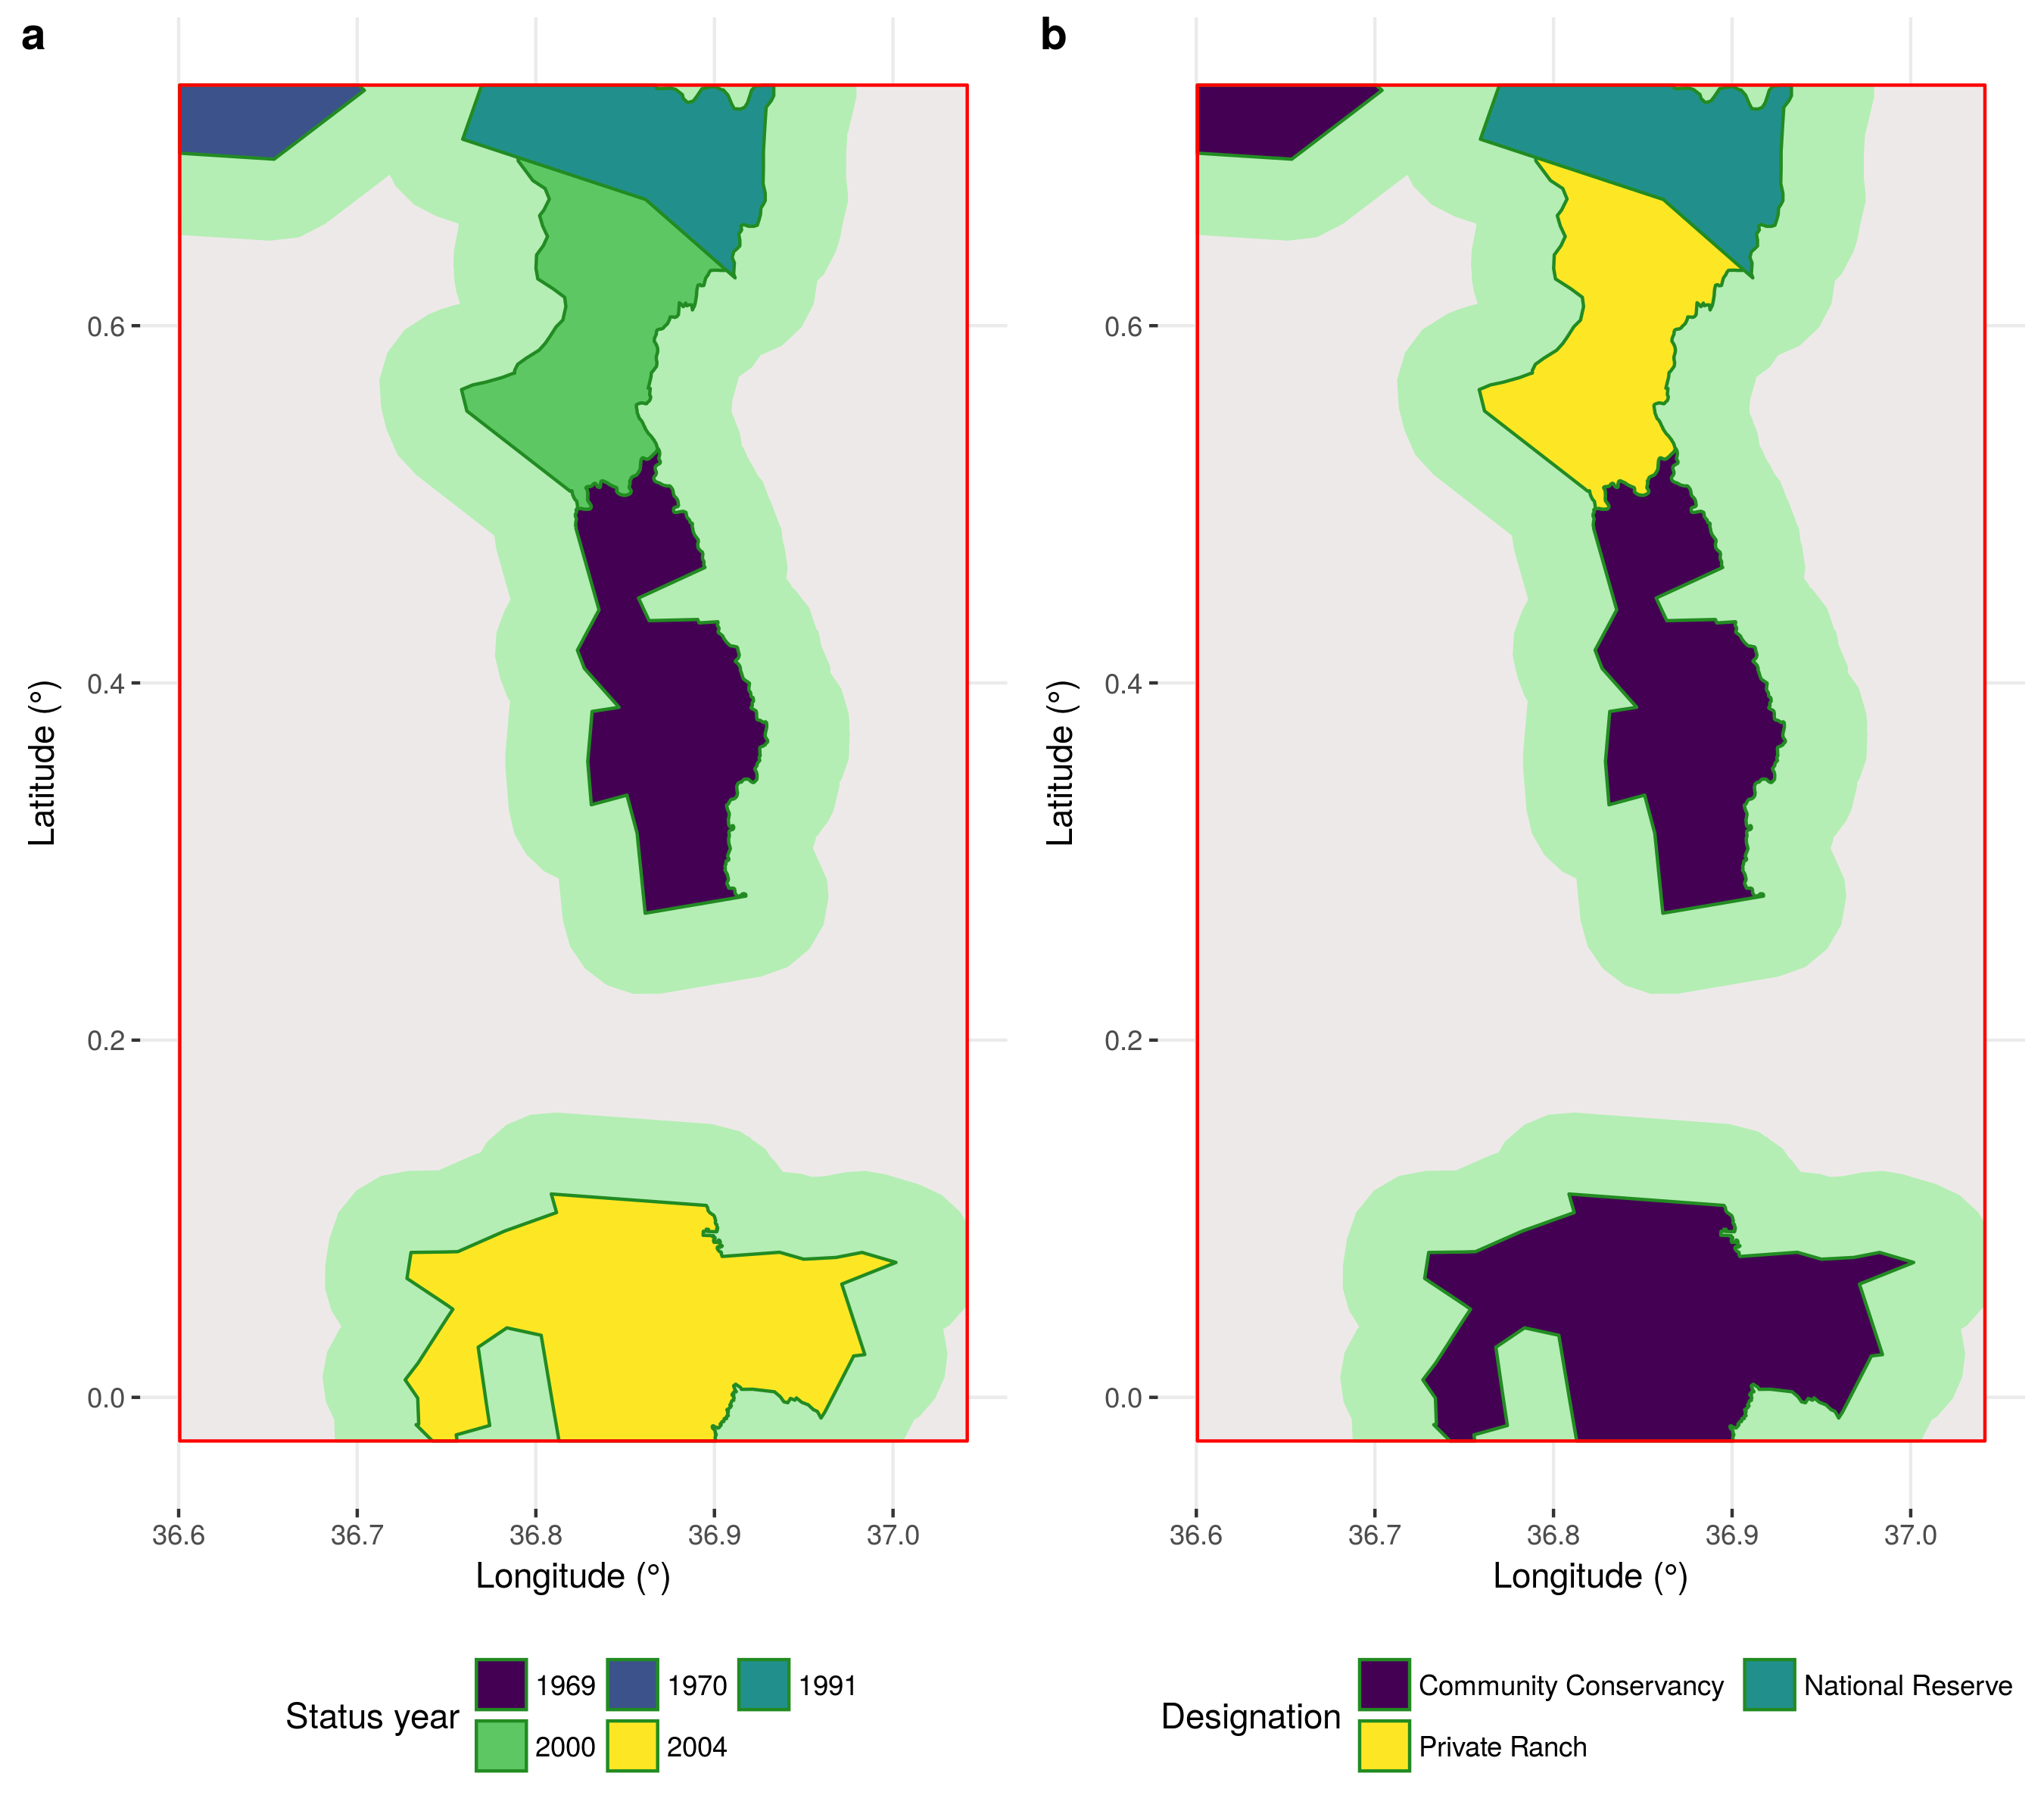 a
b
0.6
0.4
0.2
0.0
Latitude (°)
36.6 36.7 36.8 36.9 37.0
Longitude (°)
0.6
0.4
0.2
0.0
Latitude (°)
36.6 36.7 36.8 36.9 37.0
Longitude (°)
Status year
1969 1970 1991
2000 2004
Designation
Community Conservancy National Reserve
Private Ranch